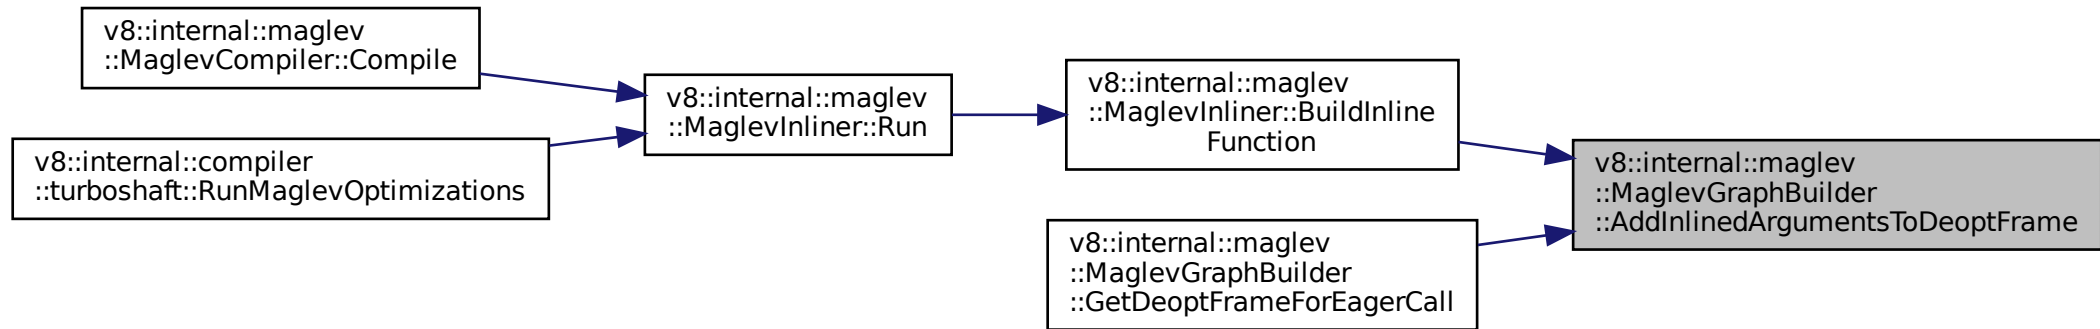 v8::internal::maglev
::MaglevCompiler::Compile
v8::internal::compiler
::turboshaft::RunMaglevOptimizations
v8::internal::maglev
::MaglevInliner::Run
v8::internal::maglev
::MaglevInliner::BuildInline
Function
v8::internal::maglev
::MaglevGraphBuilder
::GetDeoptFrameForEagerCall
v8::internal::maglev
::MaglevGraphBuilder
::AddInlinedArgumentsToDeoptFrame